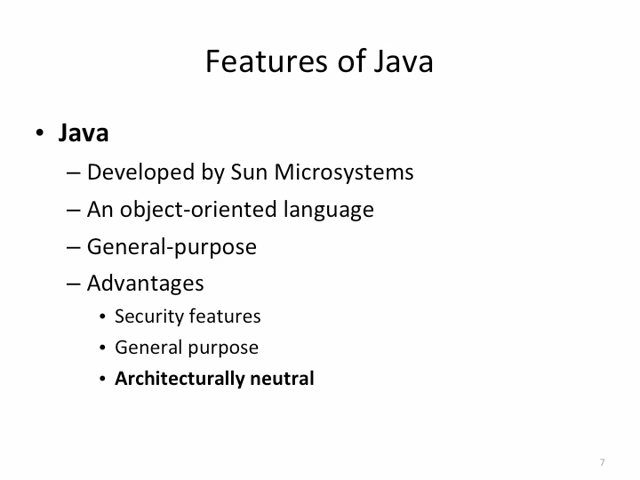 Features of Java
• Java
– Developed by Sun Microsystems
– An object-oriented language
– General-purpose
– Advantages
• Security features
• General purpose
• Architecturally neutral
7